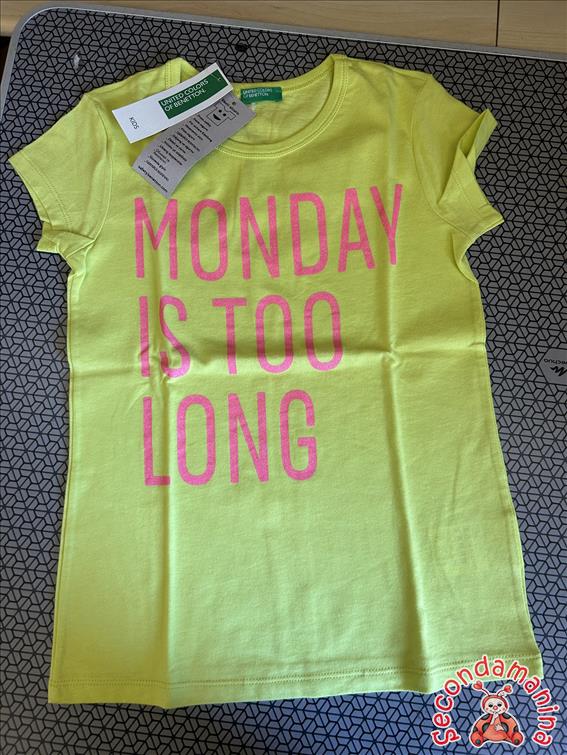 UNITED COLORS
OF BENETTON.
KIDS
UNITED COLORS
OF BENETTON.
MONDAY
IS TOO
LONG
Secondamanina